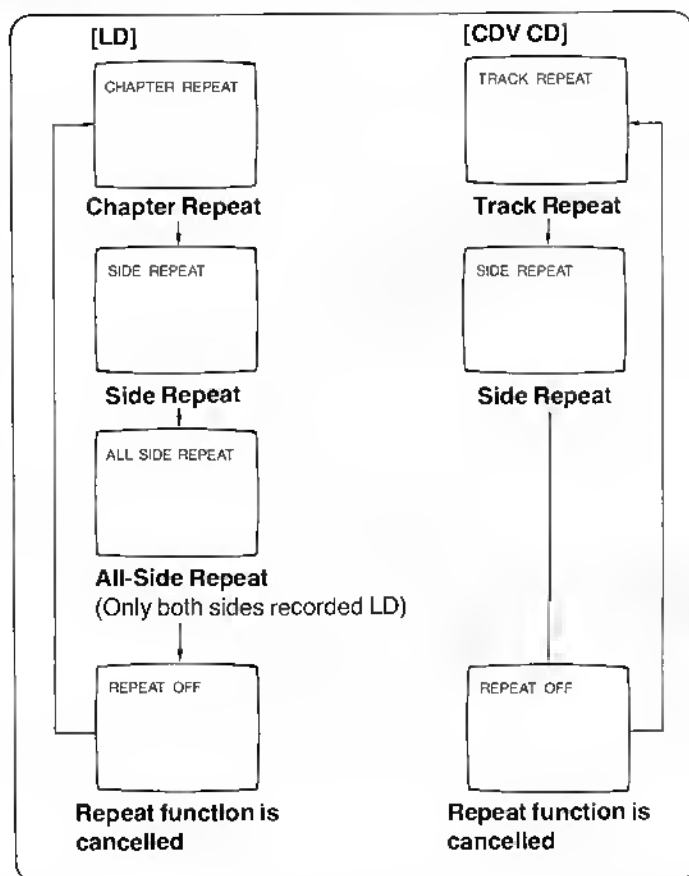 [LD]
CHAPTER REPEAT
Chapter Repeat
SIDE REPEAT
Side Repeat
ALL SIDE REPEAT
All-Side Repeat
(Only both sides recorded LD)
REPEAT OFF
Repeat function is
cancelled
[CDV CD]
TRACK REPEAT
Track Repeat
SIDE REPEAT
Side Repeat
REPEAT OFF
Repeat function is
cancelled